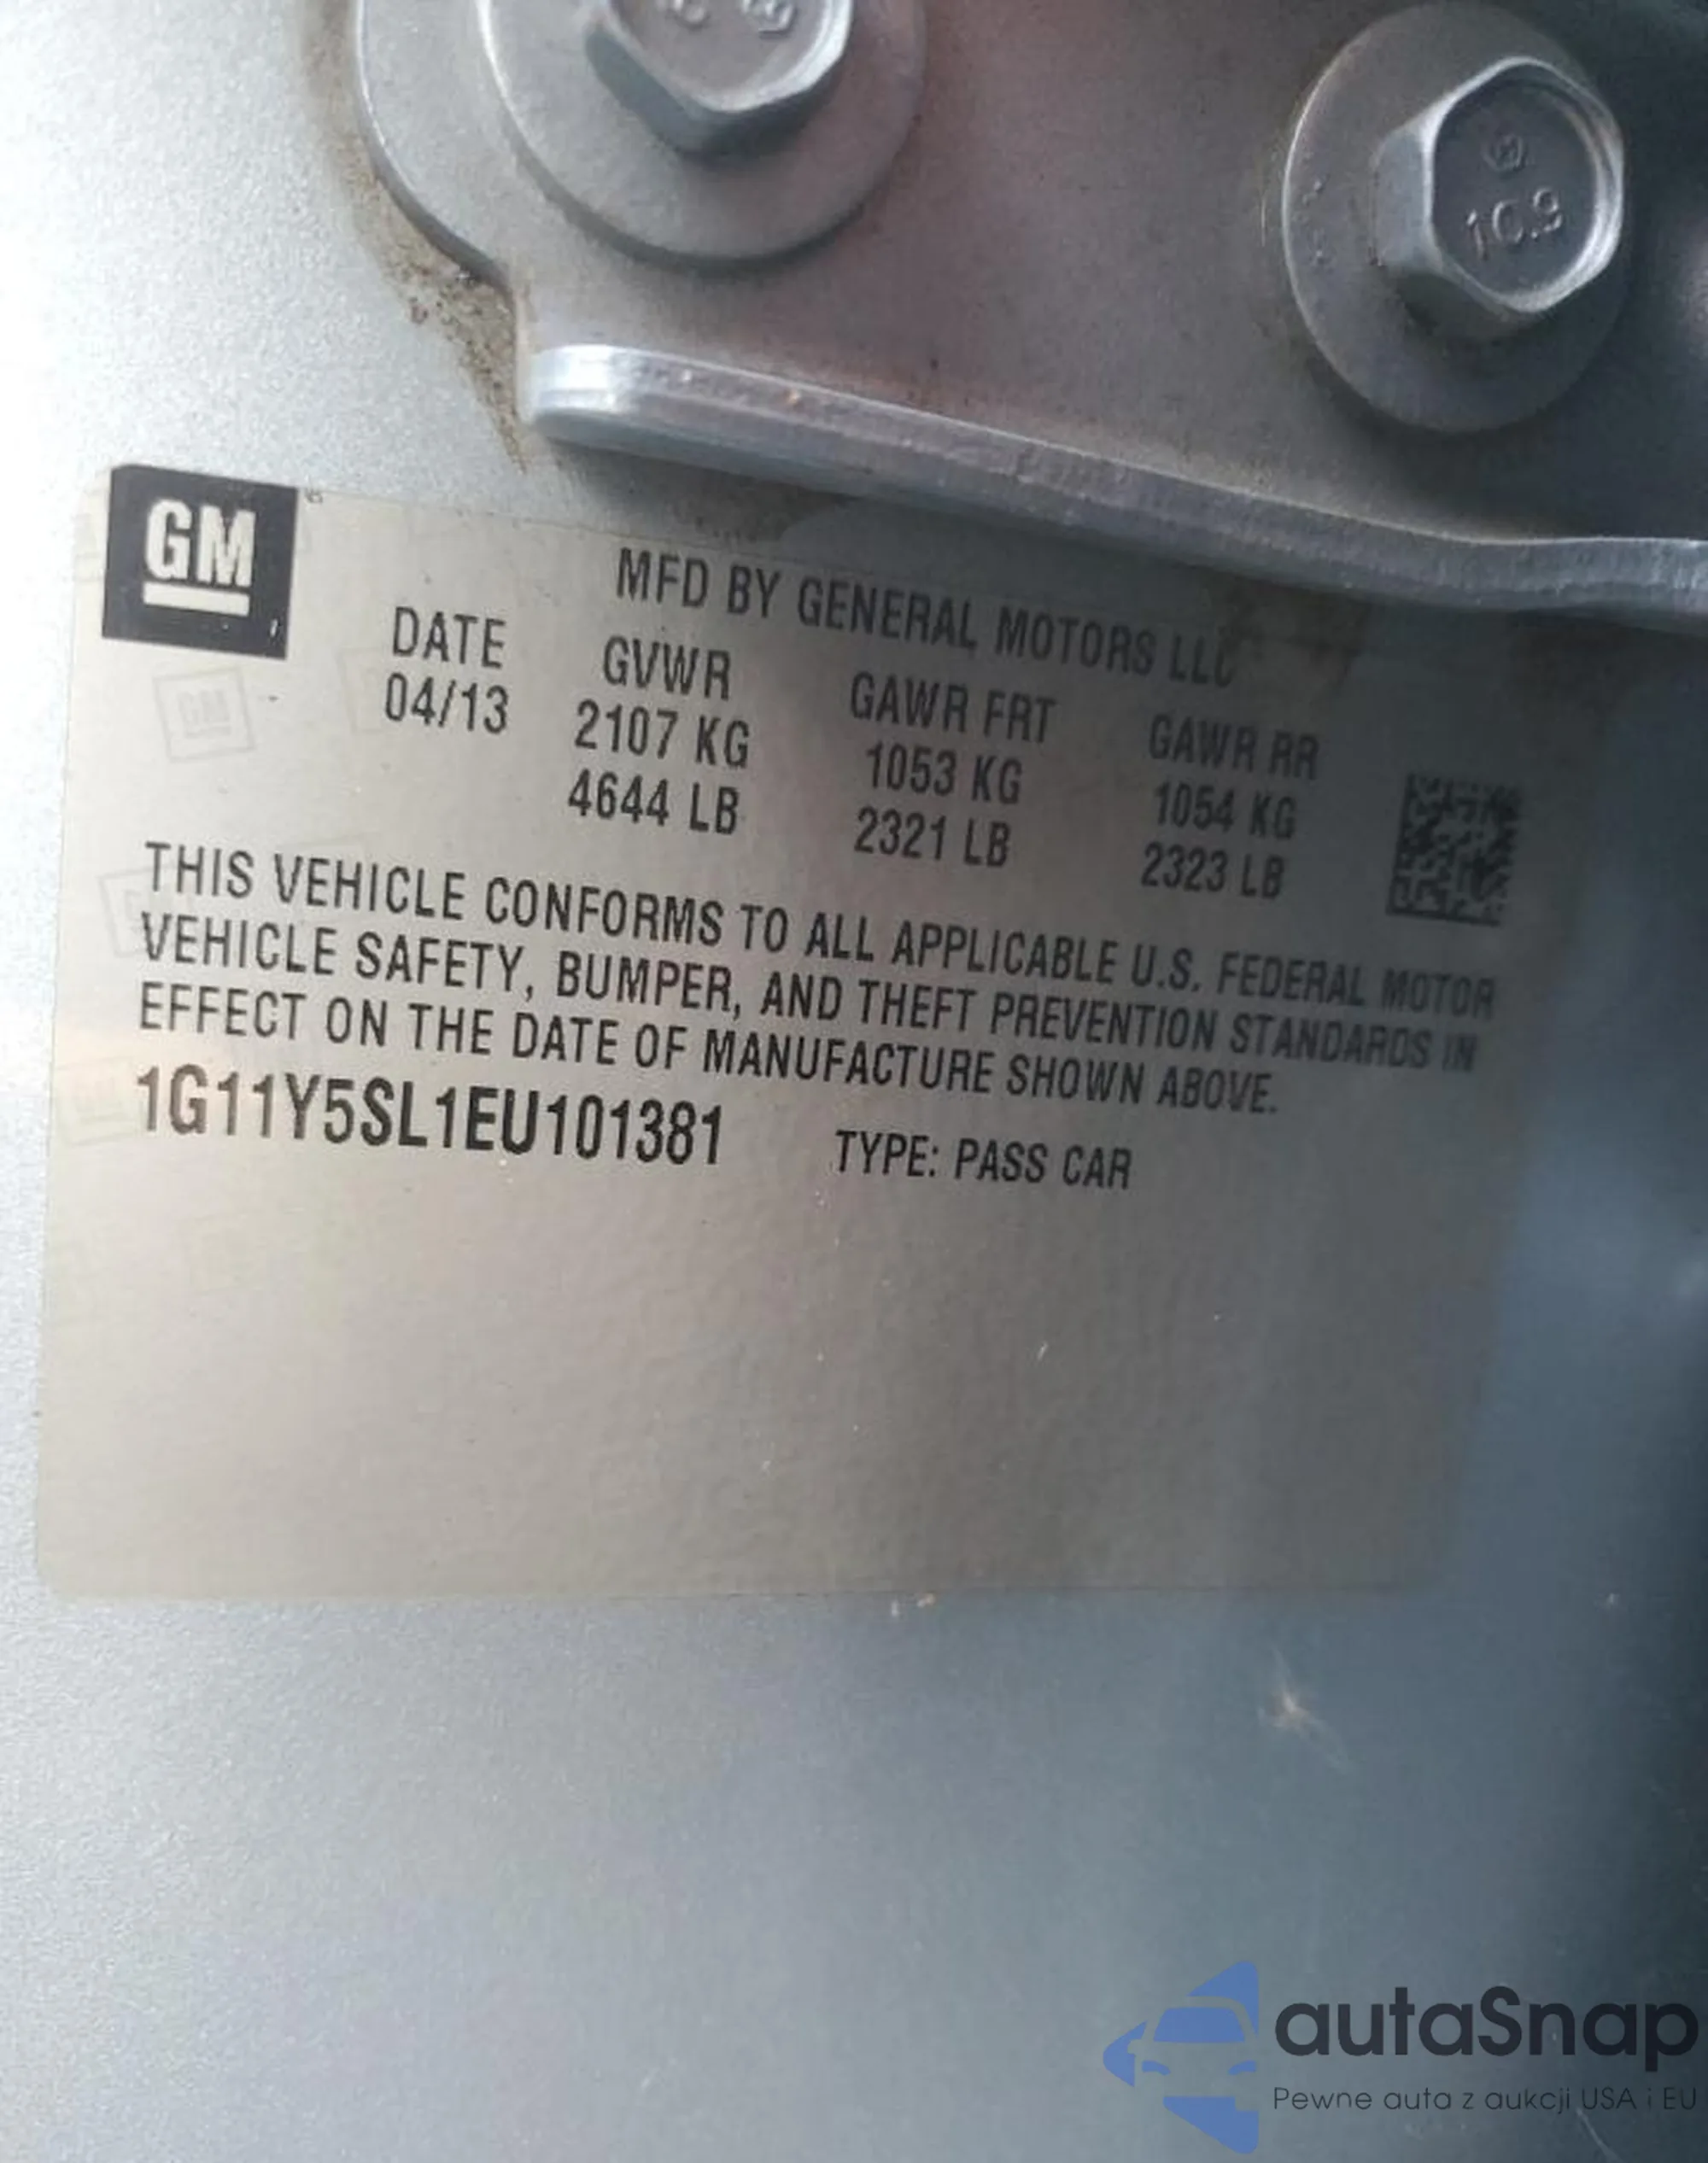 10.9
GM
MFD BY GENERAL MOTORS LLC
DATE GVWR GAWR FRT GAWR RR
04/13 2107 KG 1053 KG 1054 KG
4644 LB 2321 LB 2323 LB
THIS VEHICLE CONFORMS TO ALL APPLICABLE U.S. FEDERAL MOTOR
VEHICLE SAFETY, BUMPER, AND THEFT PREVENTION STANDARDS IN
EFFECT ON THE DATE OF MANUFACTURE SHOWN ABOVE.
1G11Y5SL1EU101381 TYPE: PASS CAR
autaSnap
Pewne auta z aukcji USA i EU